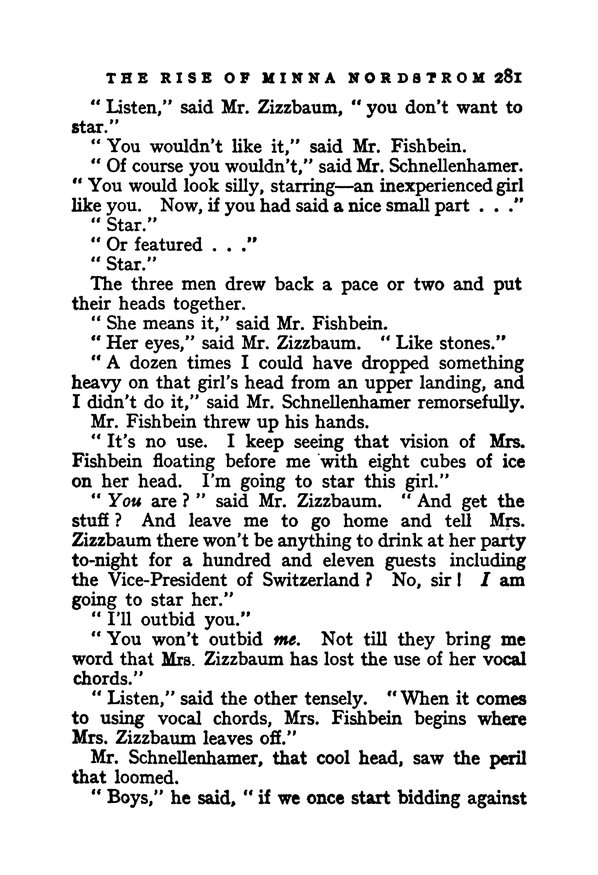 THE RISE OF MINNA NORDSTROM 281
“ Listen,” said Mr. Zizzbaum, “ you don’t want to
star.”
“ You wouldn’t like it,” said Mr. Fishbein.
“ Of course you wouldn’t,” said Mr. Schnellenhamer.
“ You would look silly, starring—an inexperienced girl
like you. Now, if you had said a nice small part . . .”
“ Star.”
“ Or featured . . .”
“ Star.”
The three men drew back a pace or two and put
their heads together.
“ She means it,” said Mr. Fishbein.
“ Her eyes,” said Mr. Zizzbaum. “ Like stones.”
“ A dozen times I could have dropped something
heavy on that girl’s head from an upper landing, and
I didn’t do it,” said Mr. Schnellenhamer remorsefully.
Mr. Fishbein threw up his hands.
“ It’s no use. I keep seeing that vision of Mrs.
Fishbein floating before me with eight cubes of ice
on her head. I’m going to star this girl.”
“ You are ? ” said Mr. Zizzbaum. “ And get the
stuff ? And leave me to go home and tell Mrs.
Zizzbaum there won’t be anything to drink at her party
to-night for a hundred and eleven guests including
the Vice-President of Switzerland ? No, sir ! I am
going to star her.”
“ I’ll outbid you.”
“ You won’t outbid me. Not till they bring me
word that Mrs. Zizzbaum has lost the use of her vocal
chords.”
“ Listen,” said the other tensely. “ When it comes
to using vocal chords, Mrs. Fishbein begins where
Mrs. Zizzbaum leaves off.”
Mr. Schnellenhamer, that cool head, saw the peril
that loomed.
“ Boys,” he said, “ if we once start bidding against